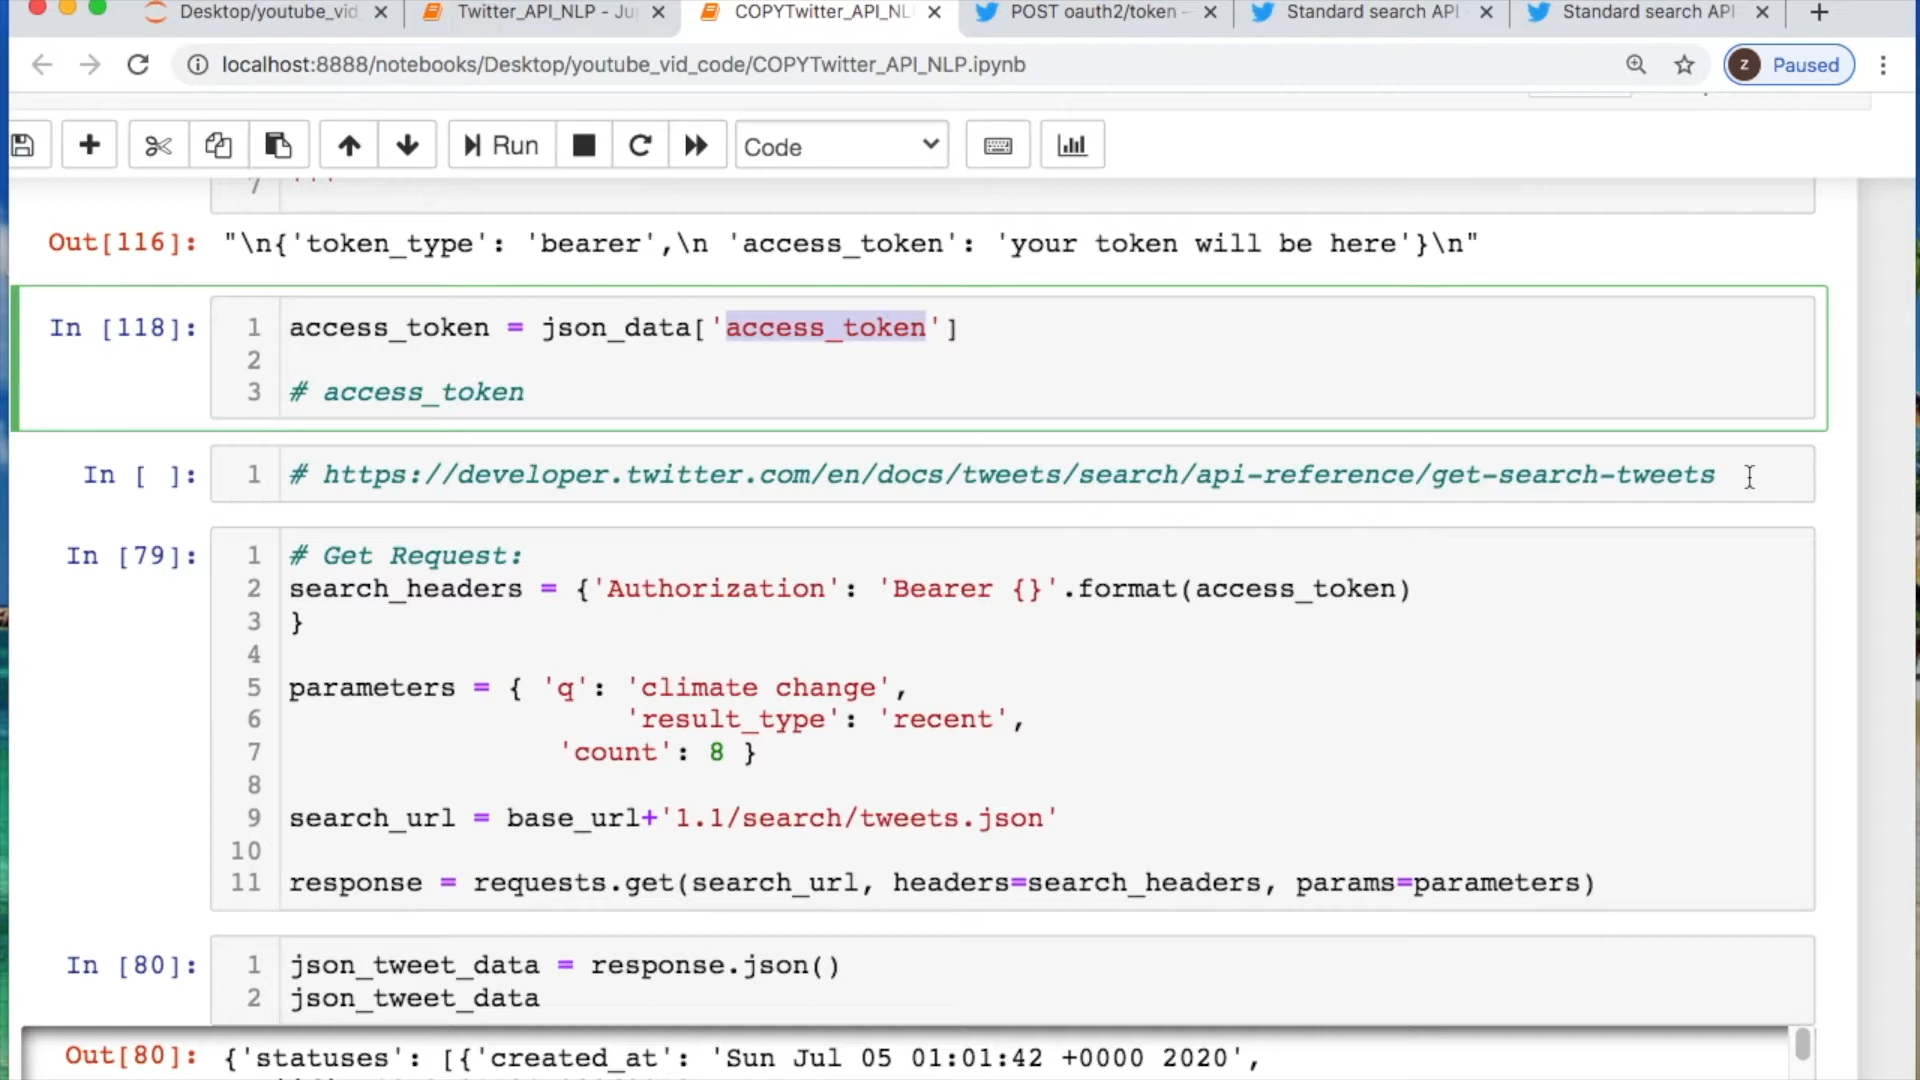 Desktop/youtube_vid
Twitter_API_NLP - Ju
COPYTwitter_API_NL
POST oauth2/token -
Standard search API
Standard search API
localhost:8888/notebooks/Desktop/youtube_vid_code/COPYTwitter_API_NLP.ipynb
z Paused
Run Code
7 '''
Out[116]: "\n{'token_type': 'bearer',\n 'access_token': 'your token will be here'}\n"
In [118]: 1 access_token = json_data['access_token']
2
3 # access_token
In [ ]: 1 # https://developer.twitter.com/en/docs/tweets/search/api-reference/get-search-tweets
In [79]: 1 # Get Request:
2 search_headers = {'Authorization': 'Bearer {}'.format(access_token)
3 }
4
5 parameters = { 'q': 'climate change',
6 'result_type': 'recent',
7 'count': 8 }
8
9 search_url = base_url+'1.1/search/tweets.json'
10
11 response = requests.get(search_url, headers=search_headers, params=parameters)
In [80]: 1 json_tweet_data = response.json()
2 json_tweet_data
Out[80]: {'statuses': [{'created_at': 'Sun Jul 05 01:01:42 +0000 2020',